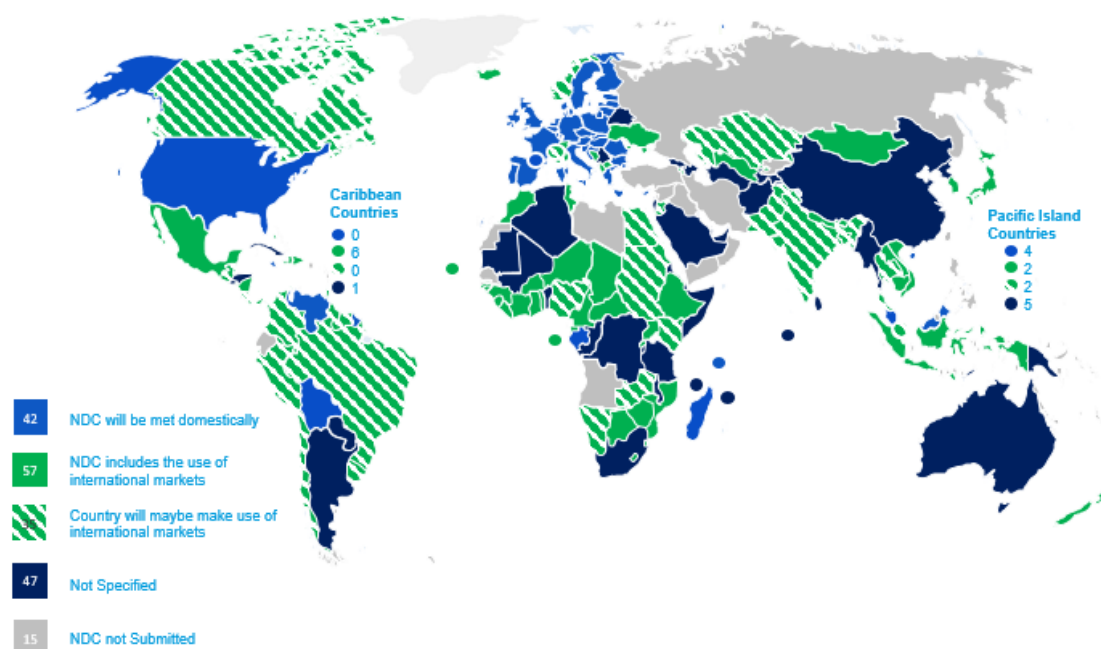 Caribbean
Countries
0
6
0
1
Pacific Island
Countries
4
2
2
5
42 NDC will be met domestically
57 NDC includes the use of
international markets
Country will maybe make use of
international markets
47 Not Specified
15 NDC not Submitted